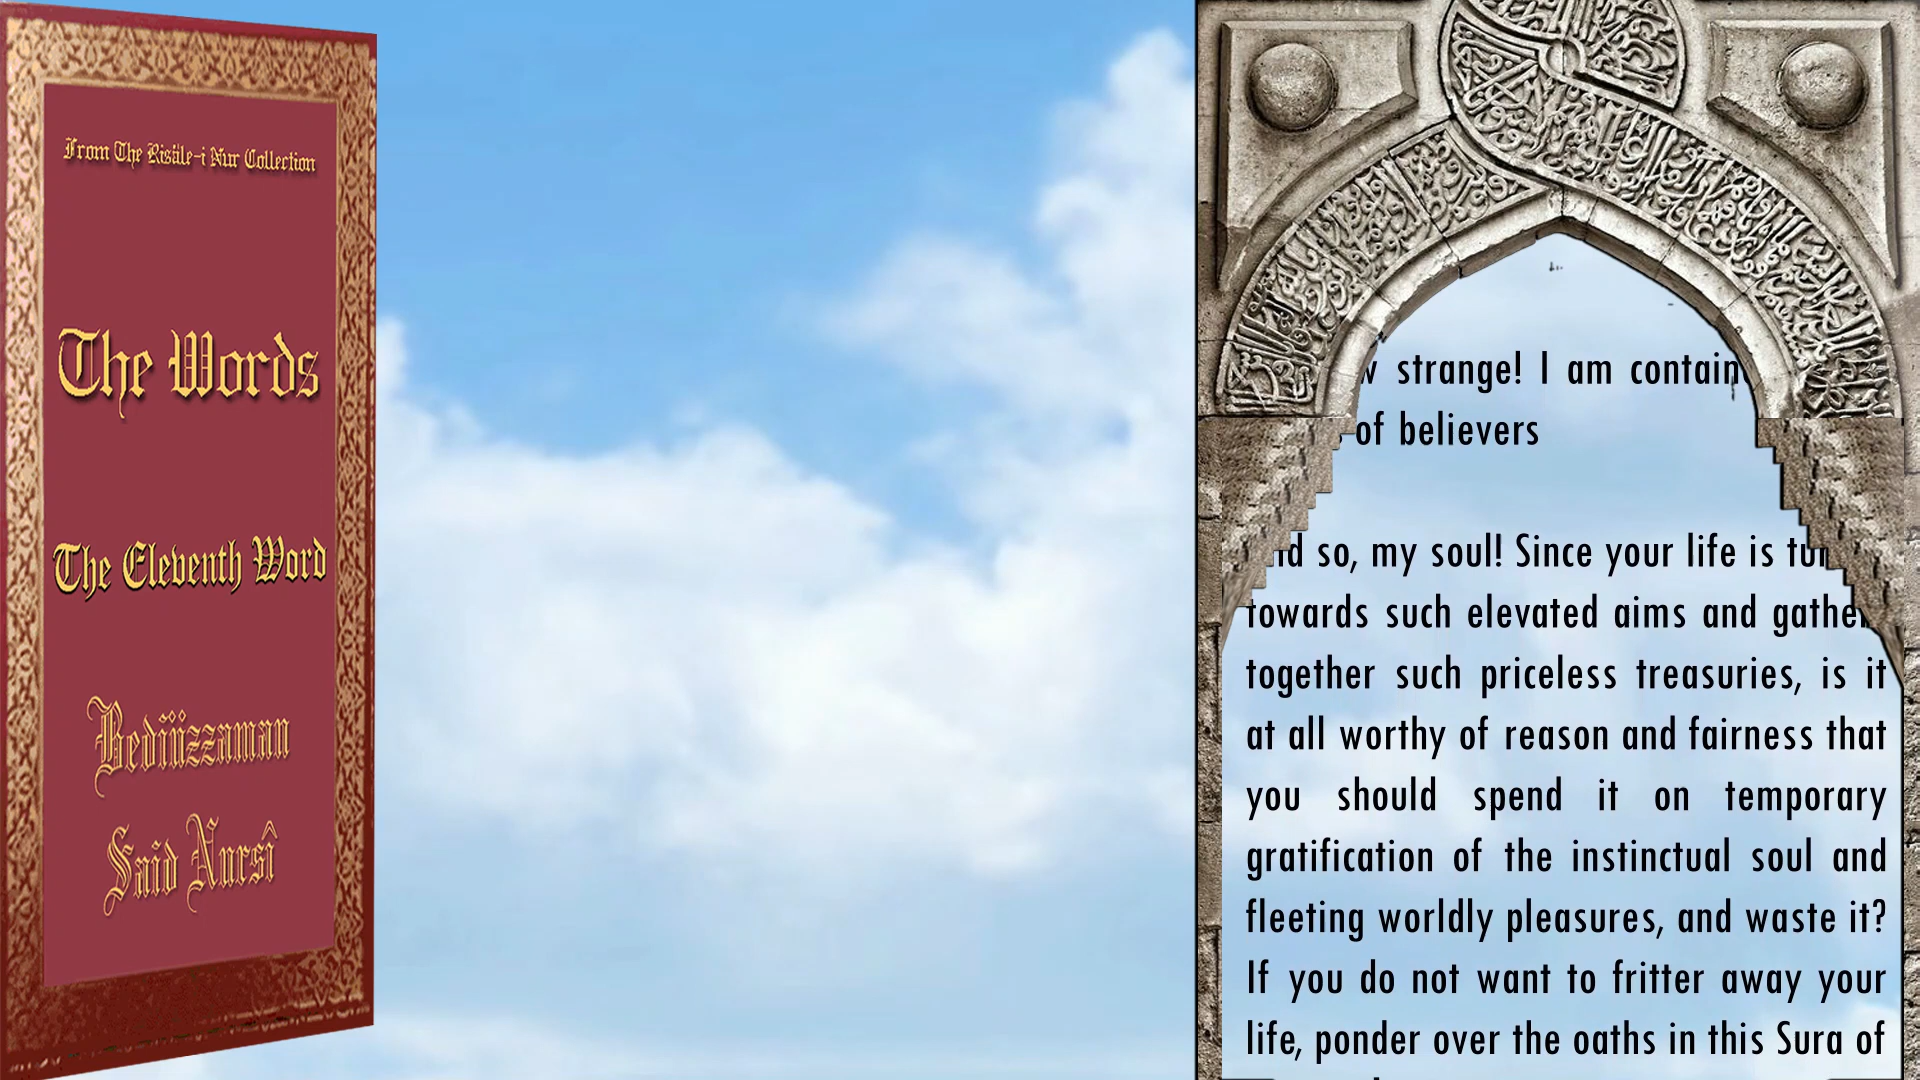 From The Risäle-i Nur Collection
The Words
The Eleventh Word
Bedîüzzaman
Said Nursî
strange! I am
of believers
so, my soul! Since your life is
towards such elevated aims and
together such priceless treasuries, is it
at all worthy of reason and fairness that
you should spend it on temporary
gratification of the instinctual soul and
fleeting worldly pleasures, and waste it?
If you do not want to fritter away your
life, ponder over the oaths in this Sura of